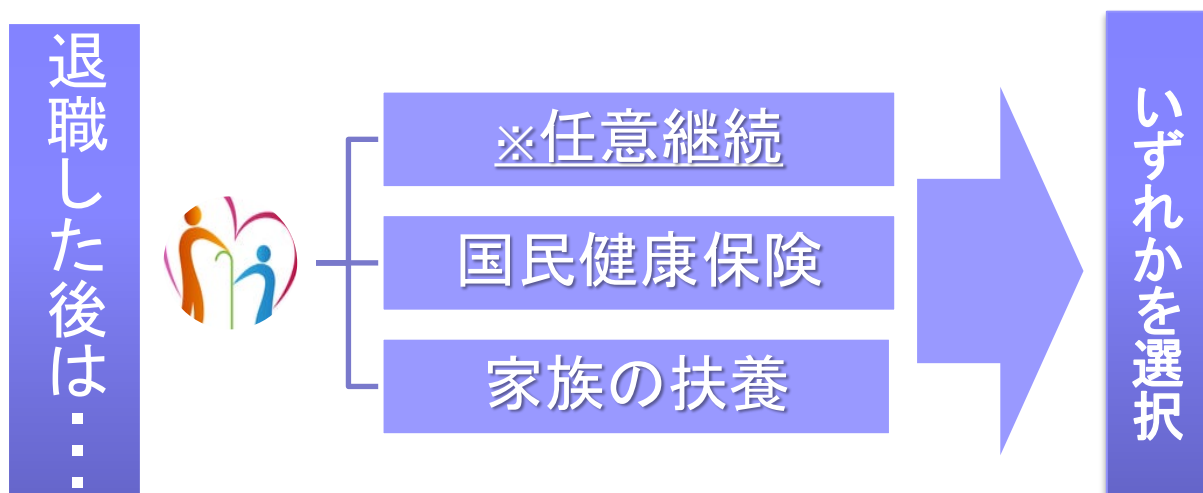 退職した後は・・・
※任意継続
国民健康保険
家族の扶養
いずれかを選択